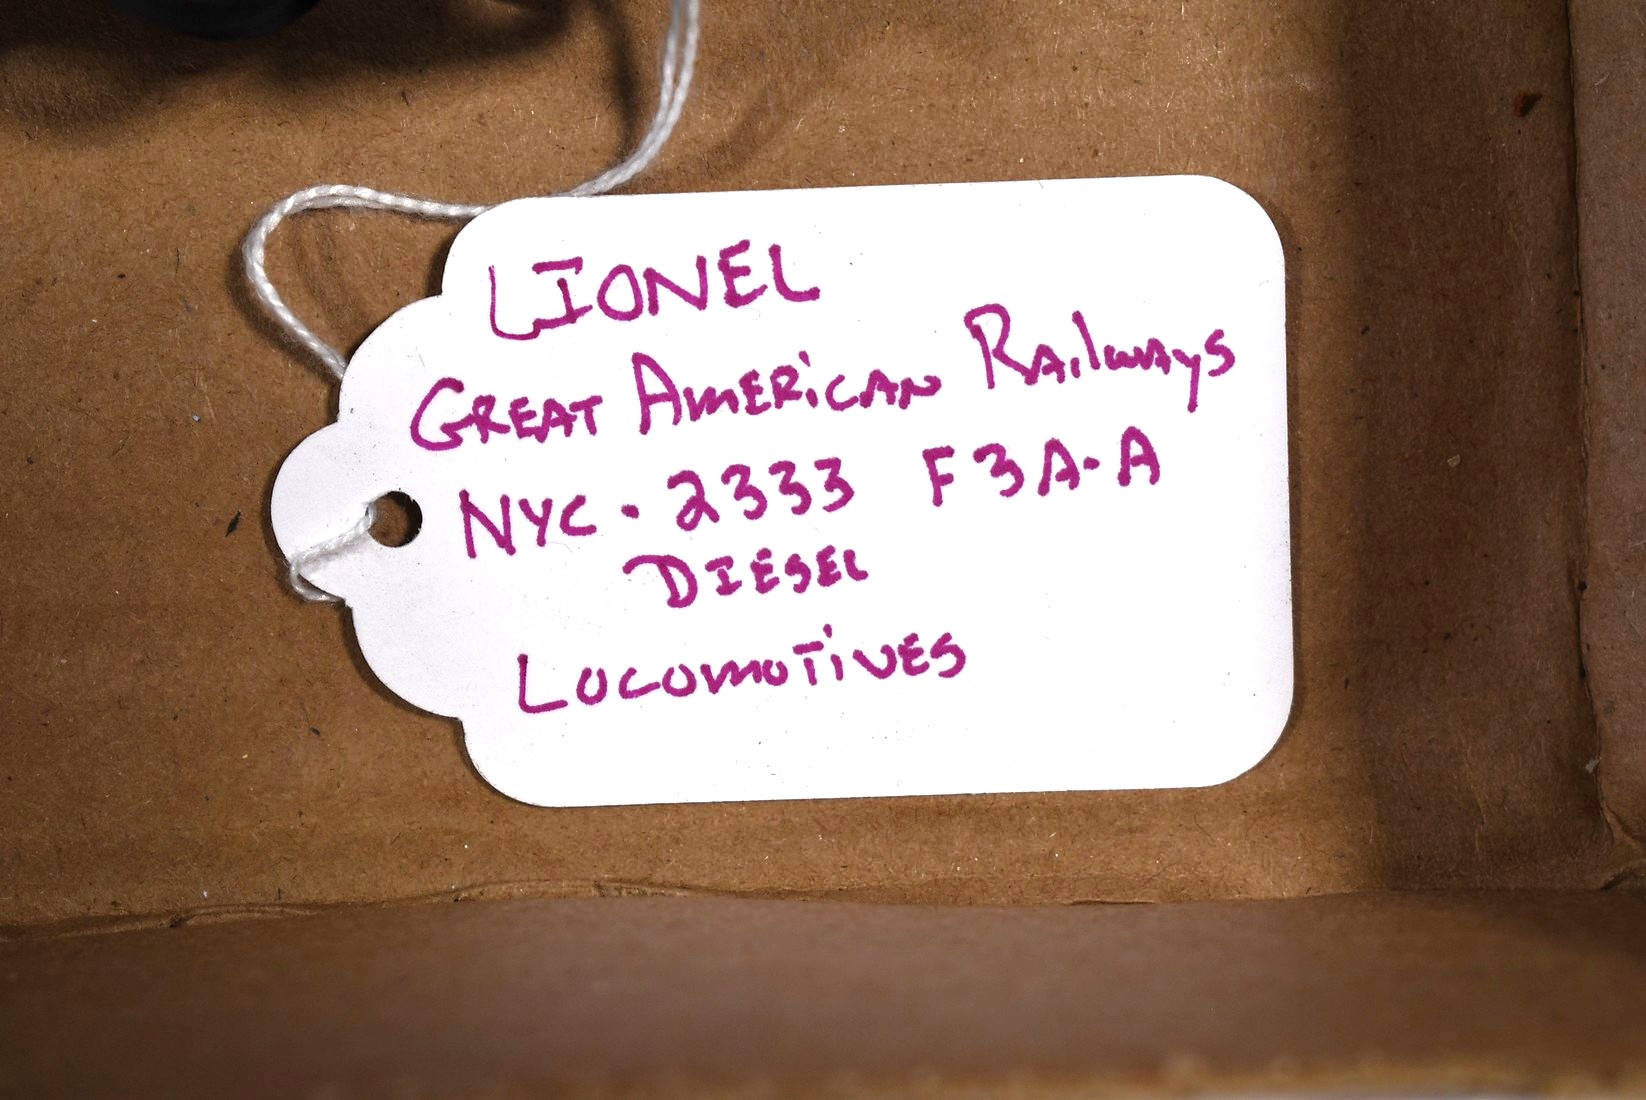 LIONEL
GREAT AMERiCAN RAilwAys
NYC · 2333 F3A-A
DIESEL
LOCOMOTiVES